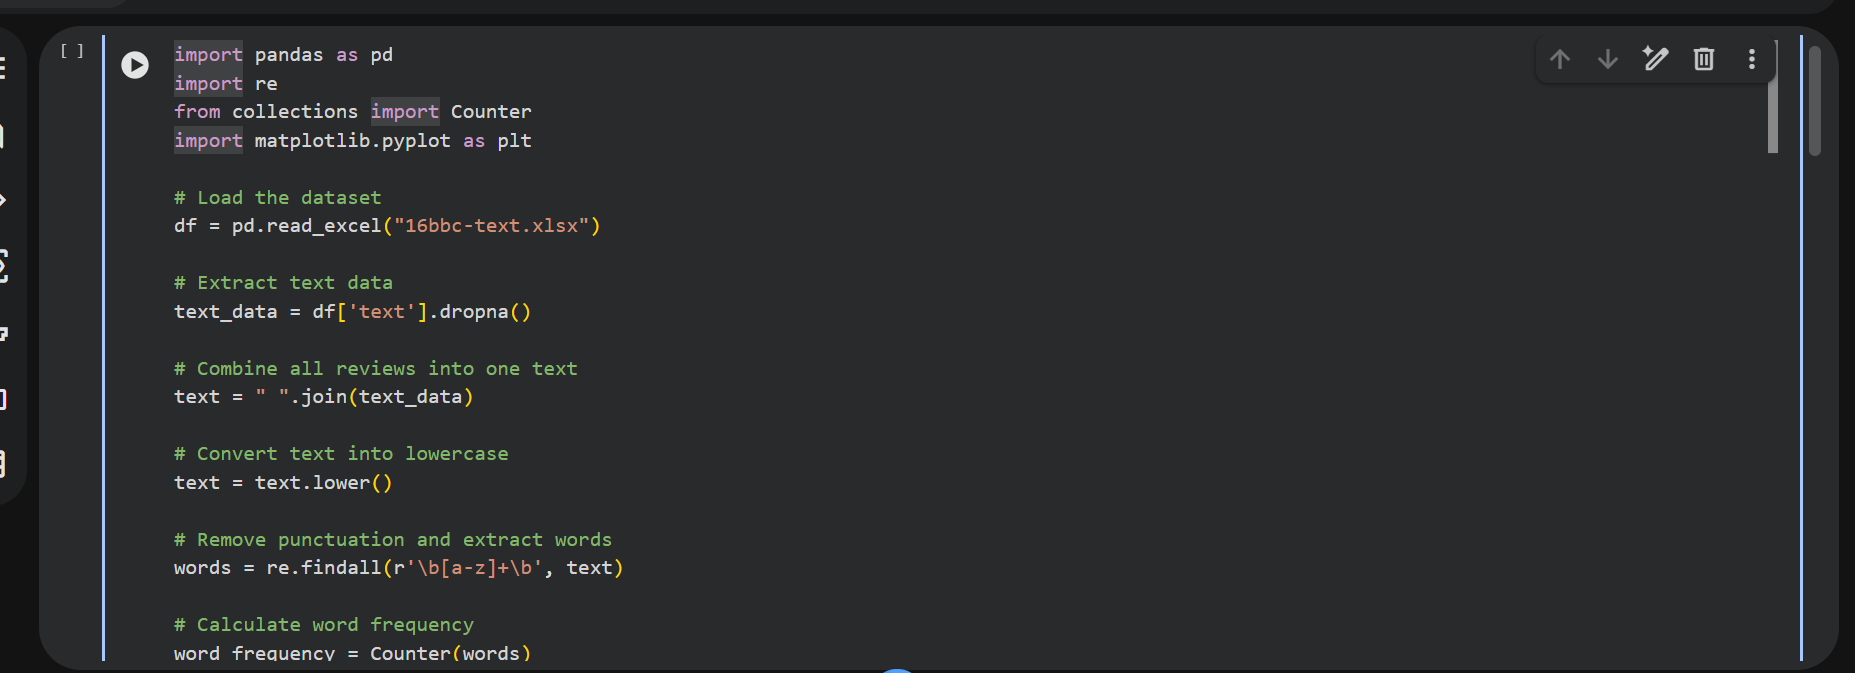 [ ]
import pandas as pd
import re
from collections import Counter
import matplotlib.pyplot as plt
# Load the dataset
df = pd.read_excel("16bbc-text.xlsx")
# Extract text data
text_data = df['text'].dropna()
# Combine all reviews into one text
text = " ".join(text_data)
# Convert text into lowercase
text = text.lower()
# Remove punctuation and extract words
words = re.findall(r'\b[a-z]+\b', text)
# Calculate word frequency
word_frequency = Counter(words)